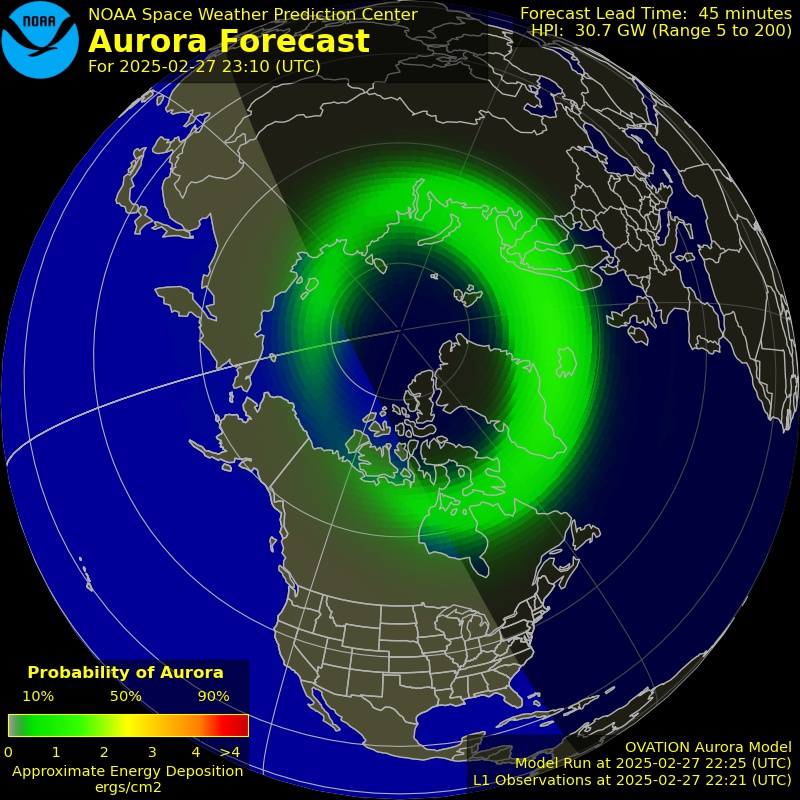 NOAA
NOAA Space Weather Prediction Center
Aurora Forecast
For 2025-02-27 23:10 (UTC)
Forecast Lead Time: 45 minutes
HPI: 30.7 GW (Range 5 to 200)
Probability of Aurora
10% 50% 90%
0 1 2 3 4 >4
Approximate Energy Deposition
ergs/cm2
OVATION Aurora Model
Model Run at 2025-02-27 22:25 (UTC)
L1 Observations at 2025-02-27 22:21 (UTC)